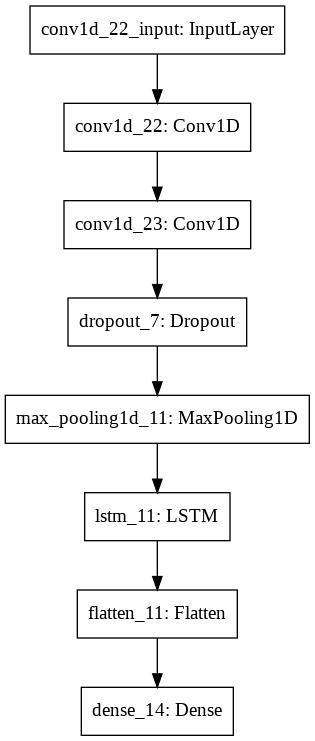 conv1d_22_input: InputLayer
conv1d_22: Conv1D
conv1d_23: Conv1D
dropout_7: Dropout
max_pooling1d_11: MaxPooling1D
lstm_11: LSTM
flatten_11: Flatten
dense_14: Dense